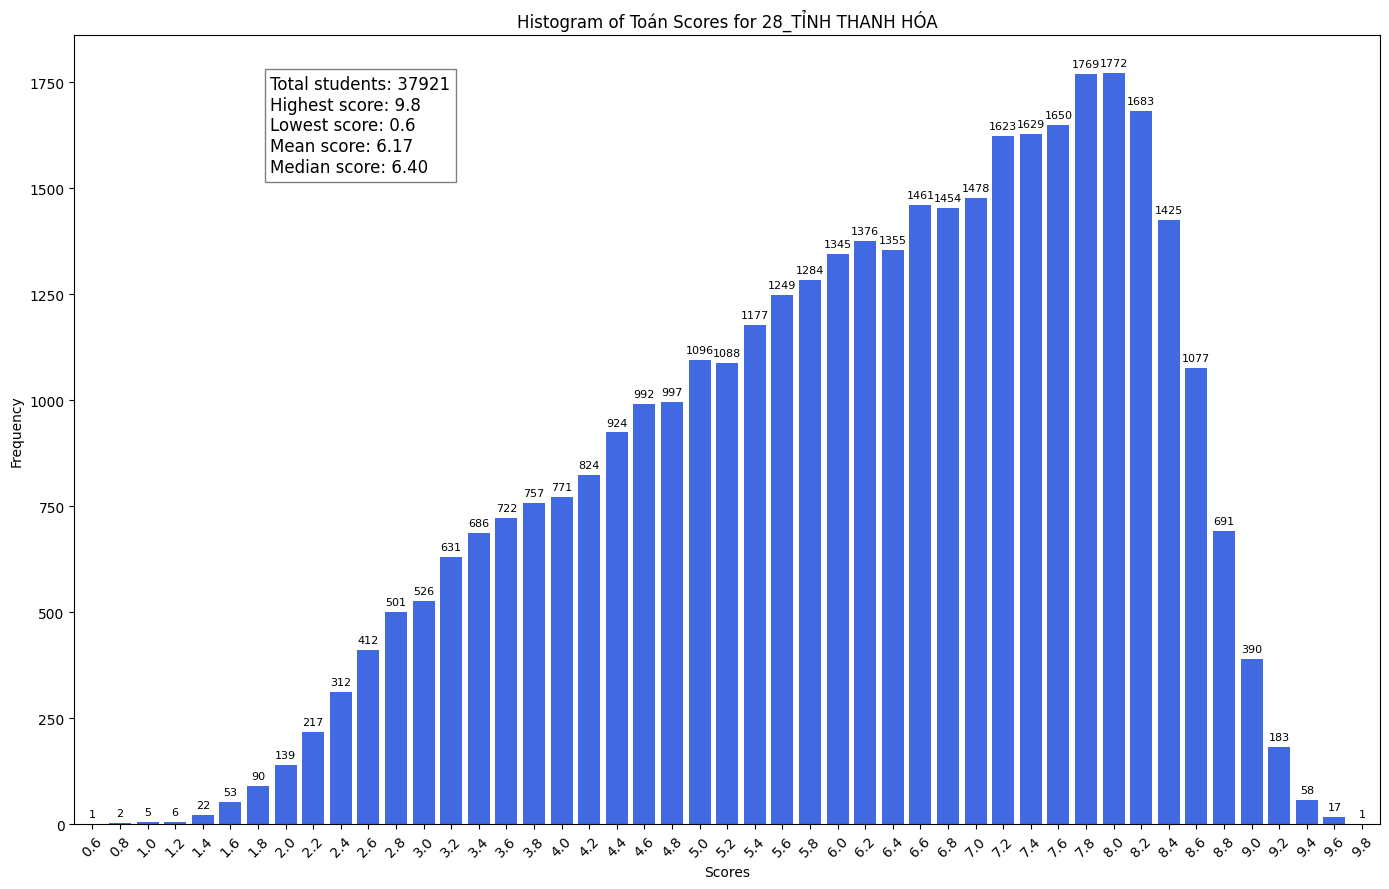 Histogram of Toán Scores for 28_TỈNH THANH HÓA
Total students: 37921
Highest score: 9.8
Lowest score: 0.6
Mean score: 6.17
Median score: 6.40
Frequency
1750
1500
1250
1000
750
500
250
0
1 2 5 6 22 53 90 139 217 312 412 501 526 631 686 722 757 771 824 924 992 997 1096 1088 1177 1249 1284 1345 1376 1355 1461 1454 1478 1623 1629 1650 1769 1772 1683 1425 1077 691 390 183 58 17 1
0.6 0.8 1.0 1.2 1.4 1.6 1.8 2.0 2.2 2.4 2.6 2.8 3.0 3.2 3.4 3.6 3.8 4.0 4.2 4.4 4.6 4.8 5.0 5.2 5.4 5.6 5.8 6.0 6.2 6.4 6.6 6.8 7.0 7.2 7.4 7.6 7.8 8.0 8.2 8.4 8.6 8.8 9.0 9.2 9.4 9.6 9.8
Scores